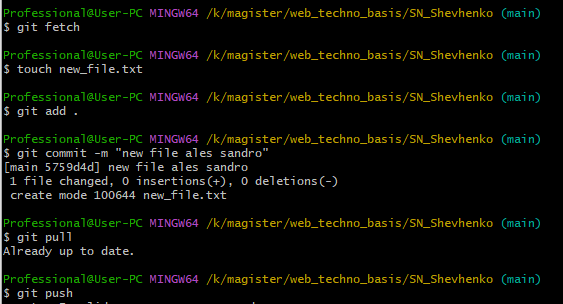 Professional@User-PC MINGW64 /k/magister/web_techno_basis/SN_Shevhenko (main)
$ git fetch
Professional@User-PC MINGW64 /k/magister/web_techno_basis/SN_Shevhenko (main)
$ touch new_file.txt
Professional@User-PC MINGW64 /k/magister/web_techno_basis/SN_Shevhenko (main)
$ git add .
Professional@User-PC MINGW64 /k/magister/web_techno_basis/SN_Shevhenko (main)
$ git commit -m "new file ales sandro"
[main 5759d4d] new file ales sandro
1 file changed, 0 insertions(+), 0 deletions(-)
create mode 100644 new_file.txt
Professional@User-PC MINGW64 /k/magister/web_techno_basis/SN_Shevhenko (main)
$ git pull
Already up to date.
Professional@User-PC MINGW64 /k/magister/web_techno_basis/SN_Shevhenko (main)
$ git push